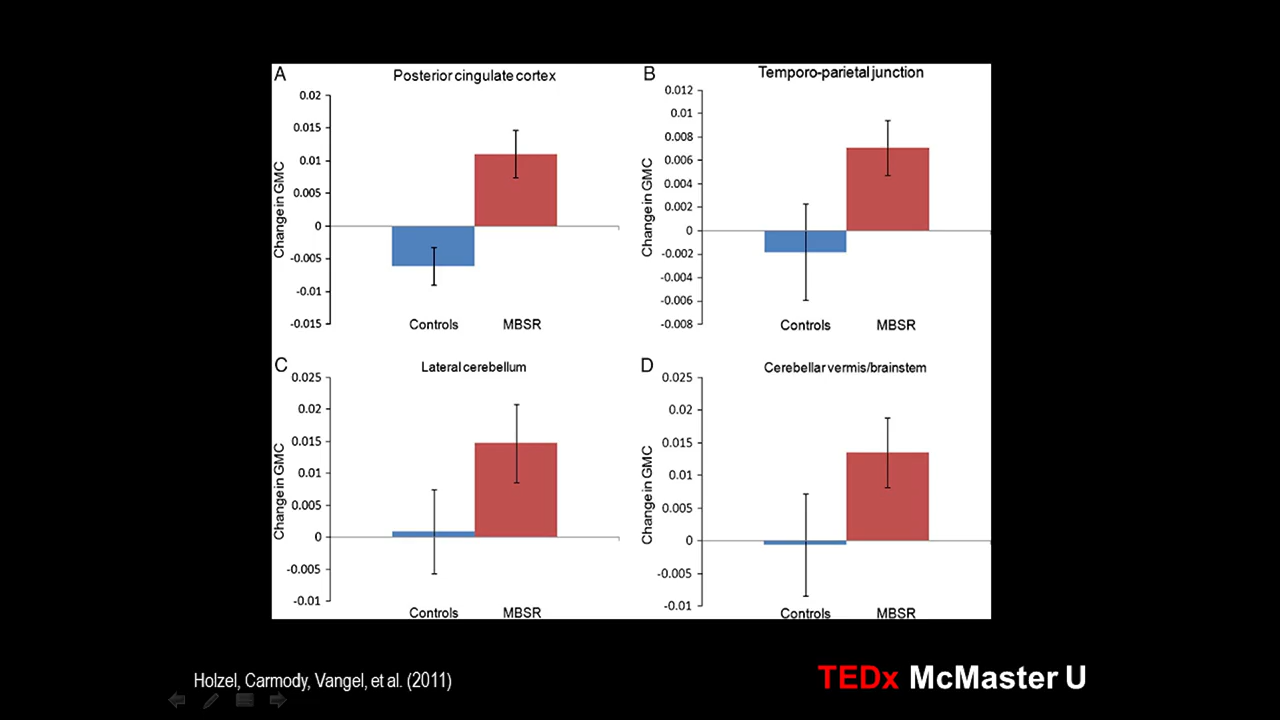 A
Posterior cingulate cortex
0.02
0.015
0.01
0.005
0
-0.005
-0.01
-0.015
Change in GMC
Controls MBSR
B
Temporo-parietal junction
0.012
0.01
0.008
0.006
0.004
0.002
0
-0.002
-0.004
-0.006
-0.008
Change in GMC
Controls MBSR
C
Lateral cerebellum
0.025
0.02
0.015
0.01
0.005
0
-0.005
-0.01
Change in GMC
Controls MBSR
D
Cerebellar vermis/brainstem
0.025
0.02
0.015
0.01
0.005
0
-0.005
-0.01
Change in GMC
Controls MBSR
Holzel, Carmody, Vangel, et al. (2011)
TEDx McMaster U